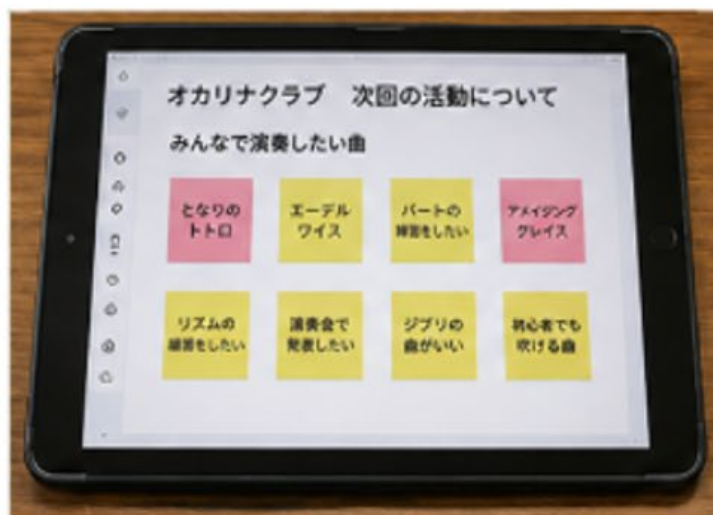 オカリナクラブ　次回の活動について
みんなで演奏したい曲
となりの
トトロ
エーデル
ワイス
パートの
練習をしたい
アメイジング
グレイス
リズムの
練習をしたい
演奏会で
発表したい
ジブリの
曲がいい
初心者でも
吹ける曲